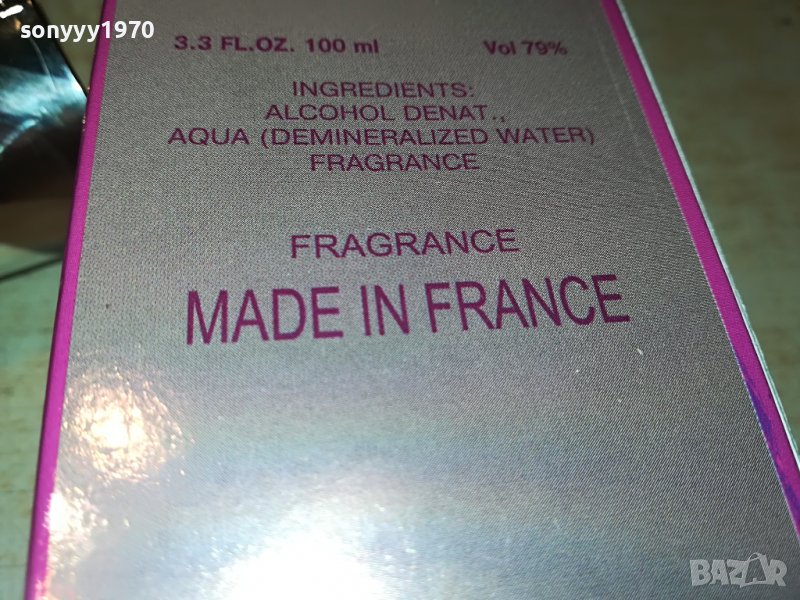 sonyyy1970
3.3 FL.OZ. 100 ml Vol 79%
INGREDIENTS:
ALCOHOL DENAT.,
AQUA (DEMINERALIZED WATER)
FRAGRANCE
FRAGRANCE
MADE IN FRANCE
BAZAR